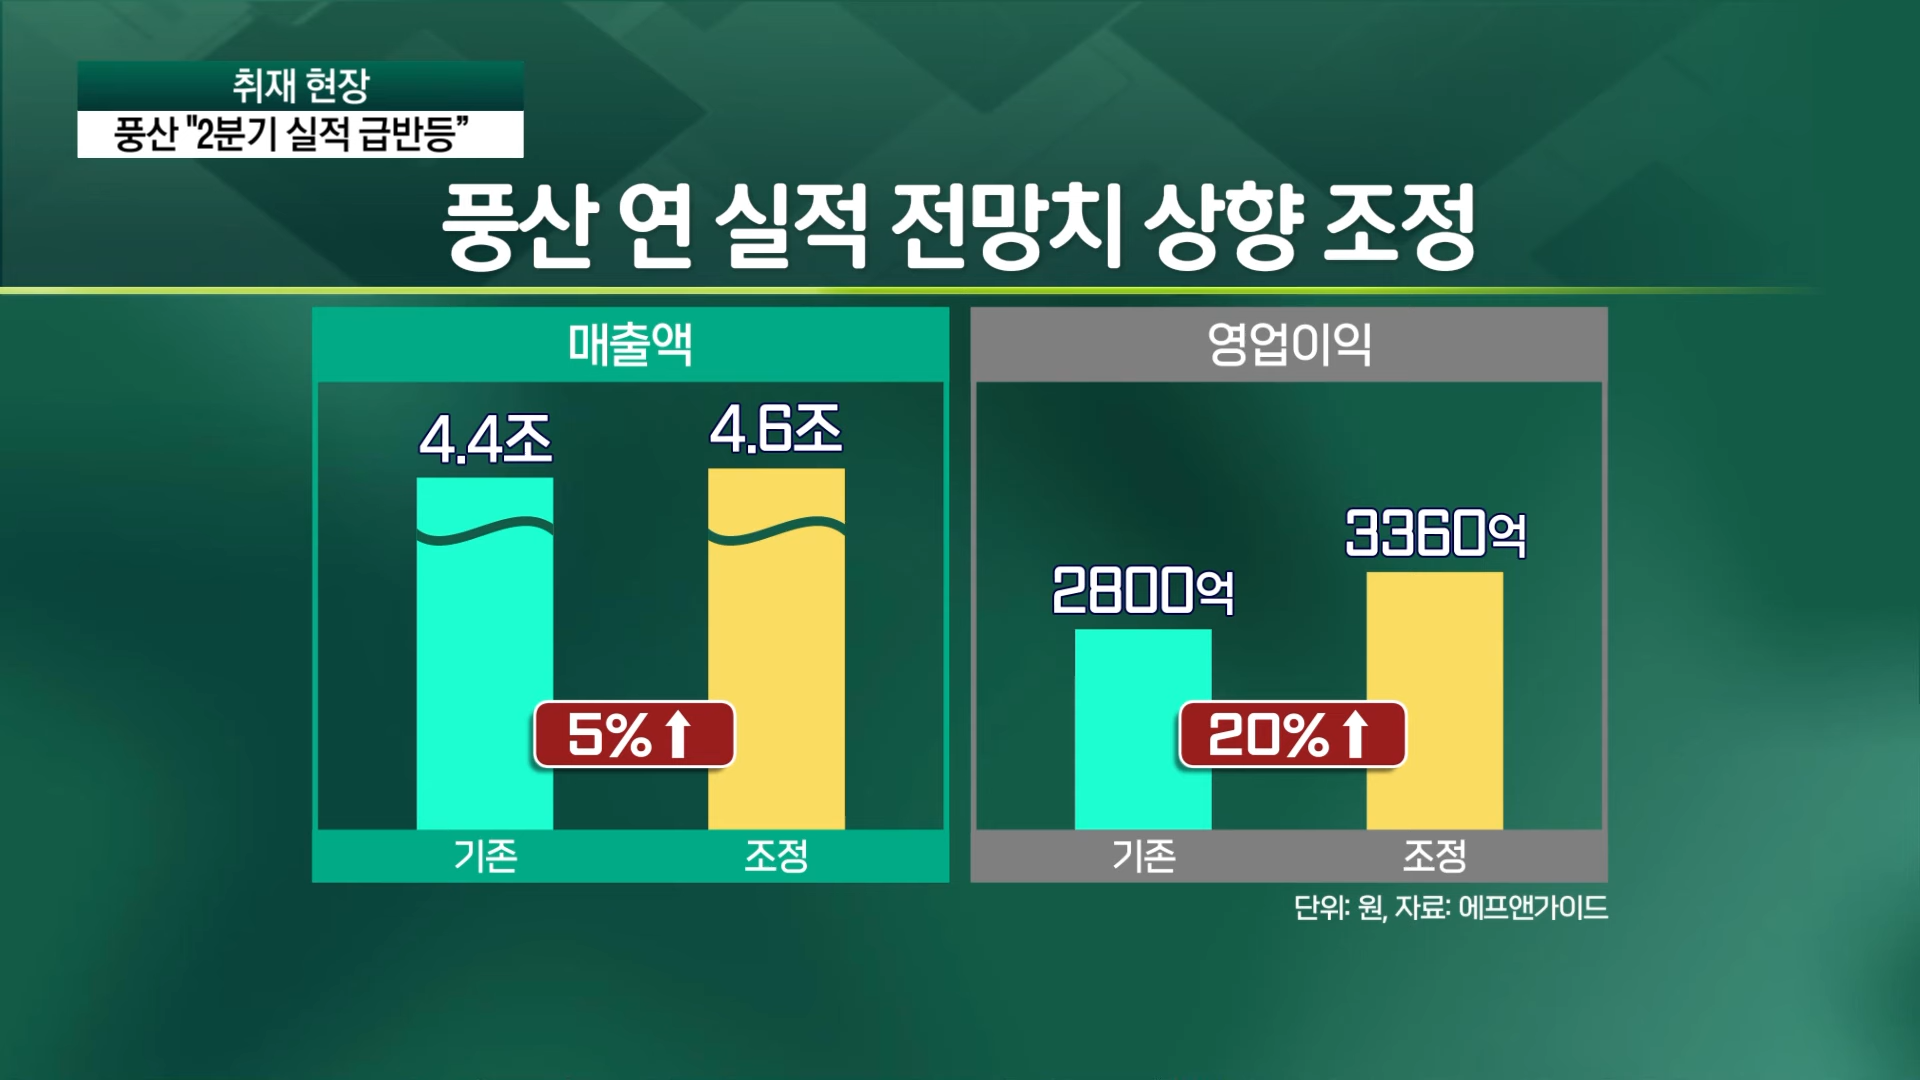 취재 현장
풍산 "2분기 실적 급반등”
풍산 연 실적 전망치 상향 조정
매출액
4.4조
4.6조
5%⬆
기존
조정
영업이익
2800억
3360억
20%⬆
기존
조정
단위: 원, 자료: 에프앤가이드